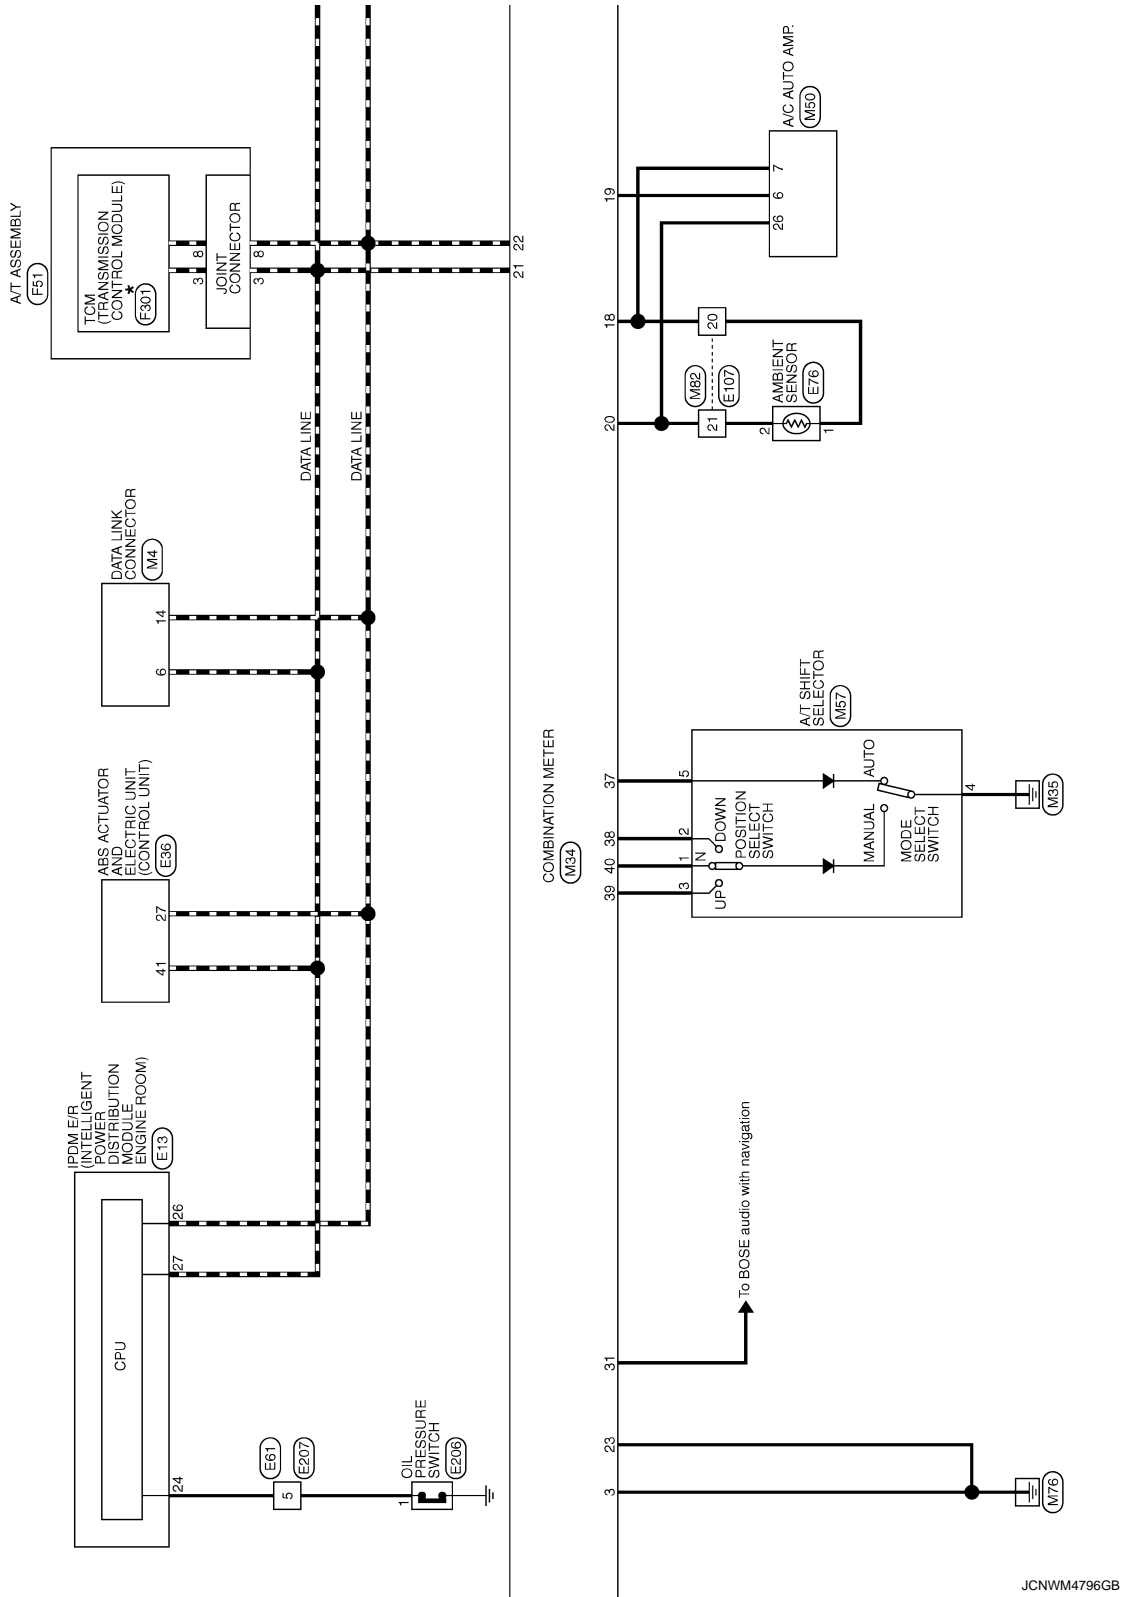 IPDM E/R
(INTELLIGENT
POWER
DISTRIBUTION
MODULE
ENGINE ROOM)
E13
CPU
24
27
26
E61
5
E207
OIL
PRESSURE
SWITCH
E206
1
ABS ACTUATOR
AND
ELECTRIC UNIT
(CONTROL UNIT)
E36
41
27
DATA LINK
CONNECTOR
M4
6
14
DATA LINE
DATA LINE
A/T ASSEMBLY
F51
TCM
(TRANSMISSION
CONTROL MODULE)
*
F301
3
8
JOINT
CONNECTOR
3
8
21
22
COMBINATION METER
M34
3
23
31
39
40
38
37
20
18
19
M76
To BOSE audio with navigation
A/T SHIFT
SELECTOR
M57
3
1
2
5
UP
N
DOWN
POSITION
SELECT
SWITCH
MANUAL
AUTO
MODE
SELECT
SWITCH
4
M35
21
20
M82
E107
AMBIENT
SENSOR
E76
2
1
A/C AUTO AMP.
M50
26
6
7
JCNWM4796GB